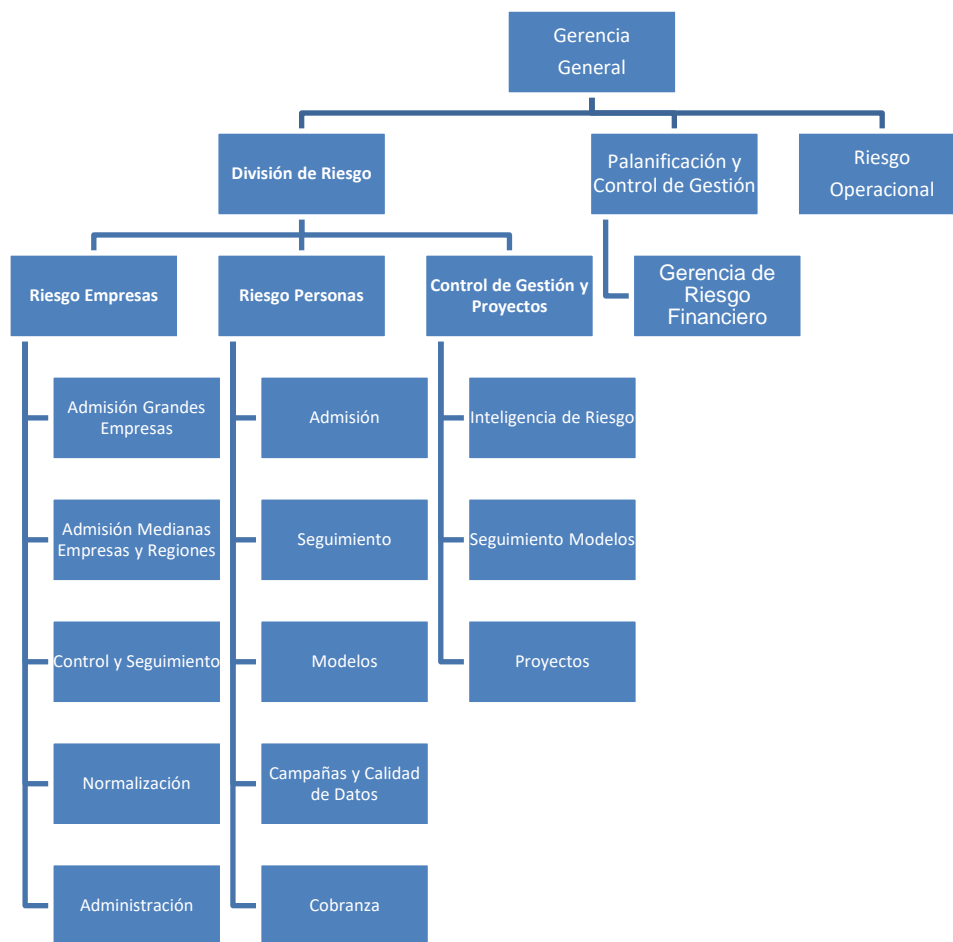 Gerencia
General
División de Riesgo
Palanificación y
Control de Gestión
Riesgo
Operacional
Riesgo Empresas
Riesgo Personas
Control de Gestión y
Proyectos
Gerencia de
Riesgo
Financiero
Admisión Grandes
Empresas
Admisión
Inteligencia de Riesgo
Admisión Medianas
Empresas y Regiones
Seguimiento
Seguimiento Modelos
Control y Seguimiento
Modelos
Proyectos
Normalización
Campañas y Calidad
de Datos
Administración
Cobranza